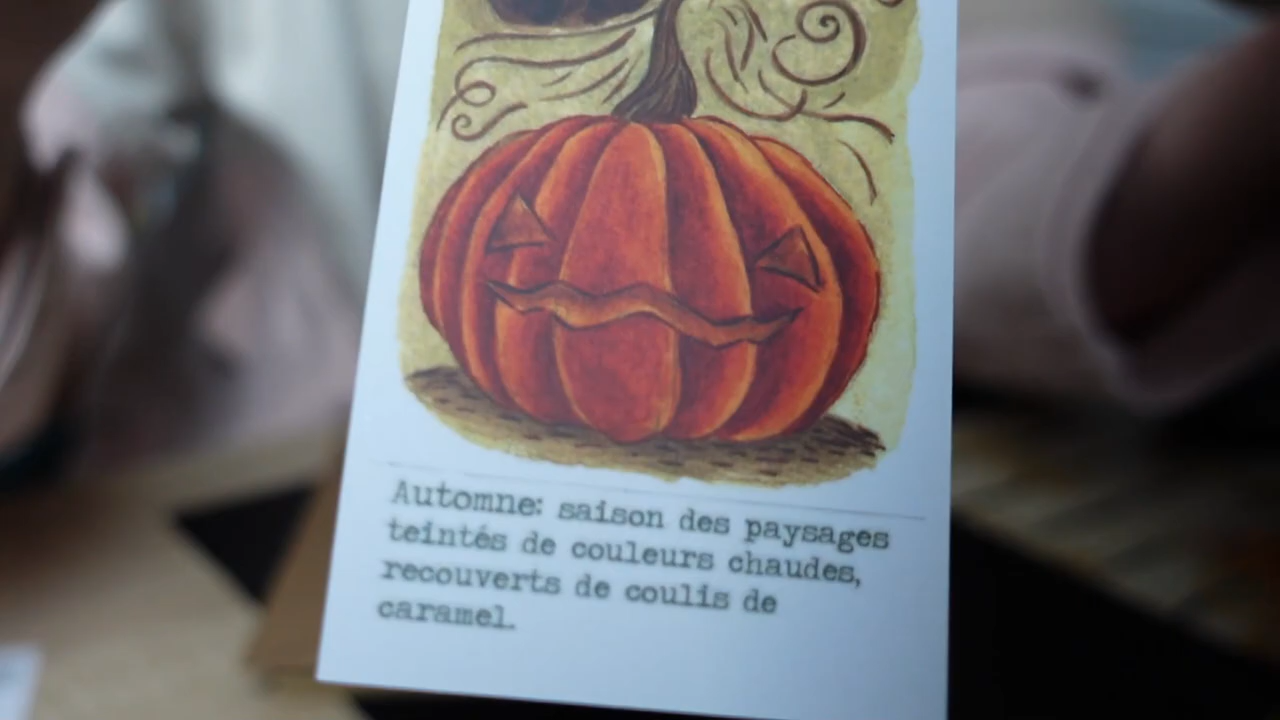 Automne: saison des paysages
teintés de couleurs chaudes,
recouverts de coulis de
caramel.